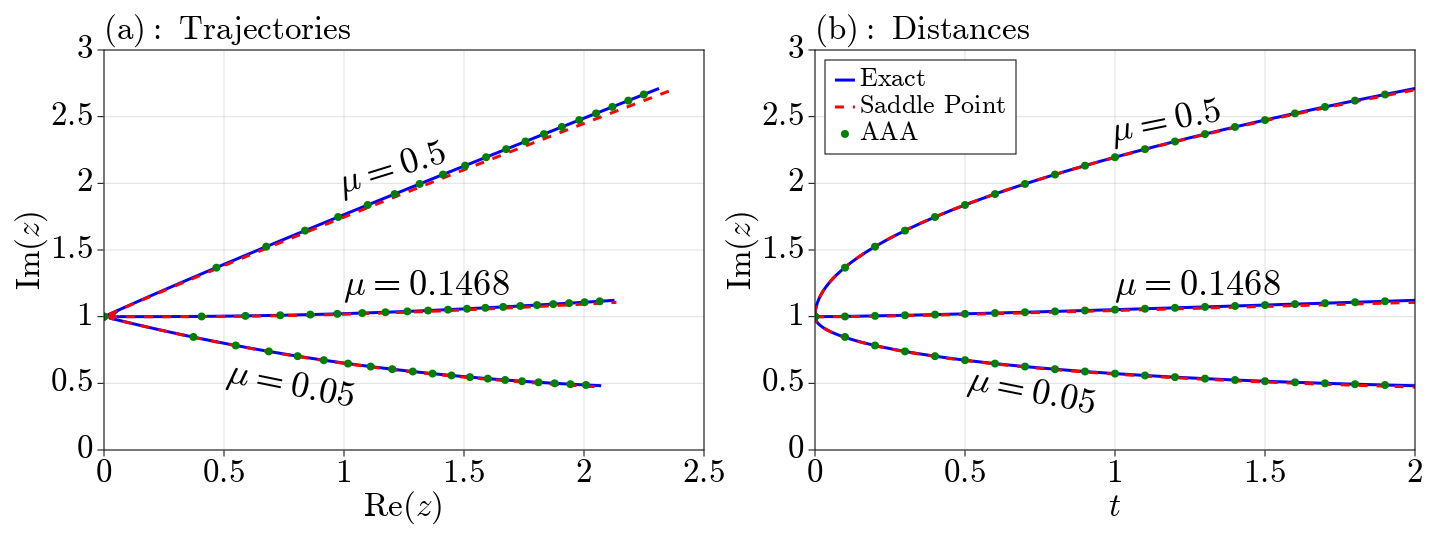 (a) : Trajectories
3
2.5
2
1.5
1
0.5
0
Im(z)
μ = 0.5
μ = 0.1468
μ = 0.05
0 0.5 1 1.5 2 2.5
Re(z)
(b) : Distances
3
2.5
2
1.5
1
0.5
0
Im(z)
Exact
Saddle Point
AAA
μ = 0.5
μ = 0.1468
μ = 0.05
0 0.5 1 1.5 2
t